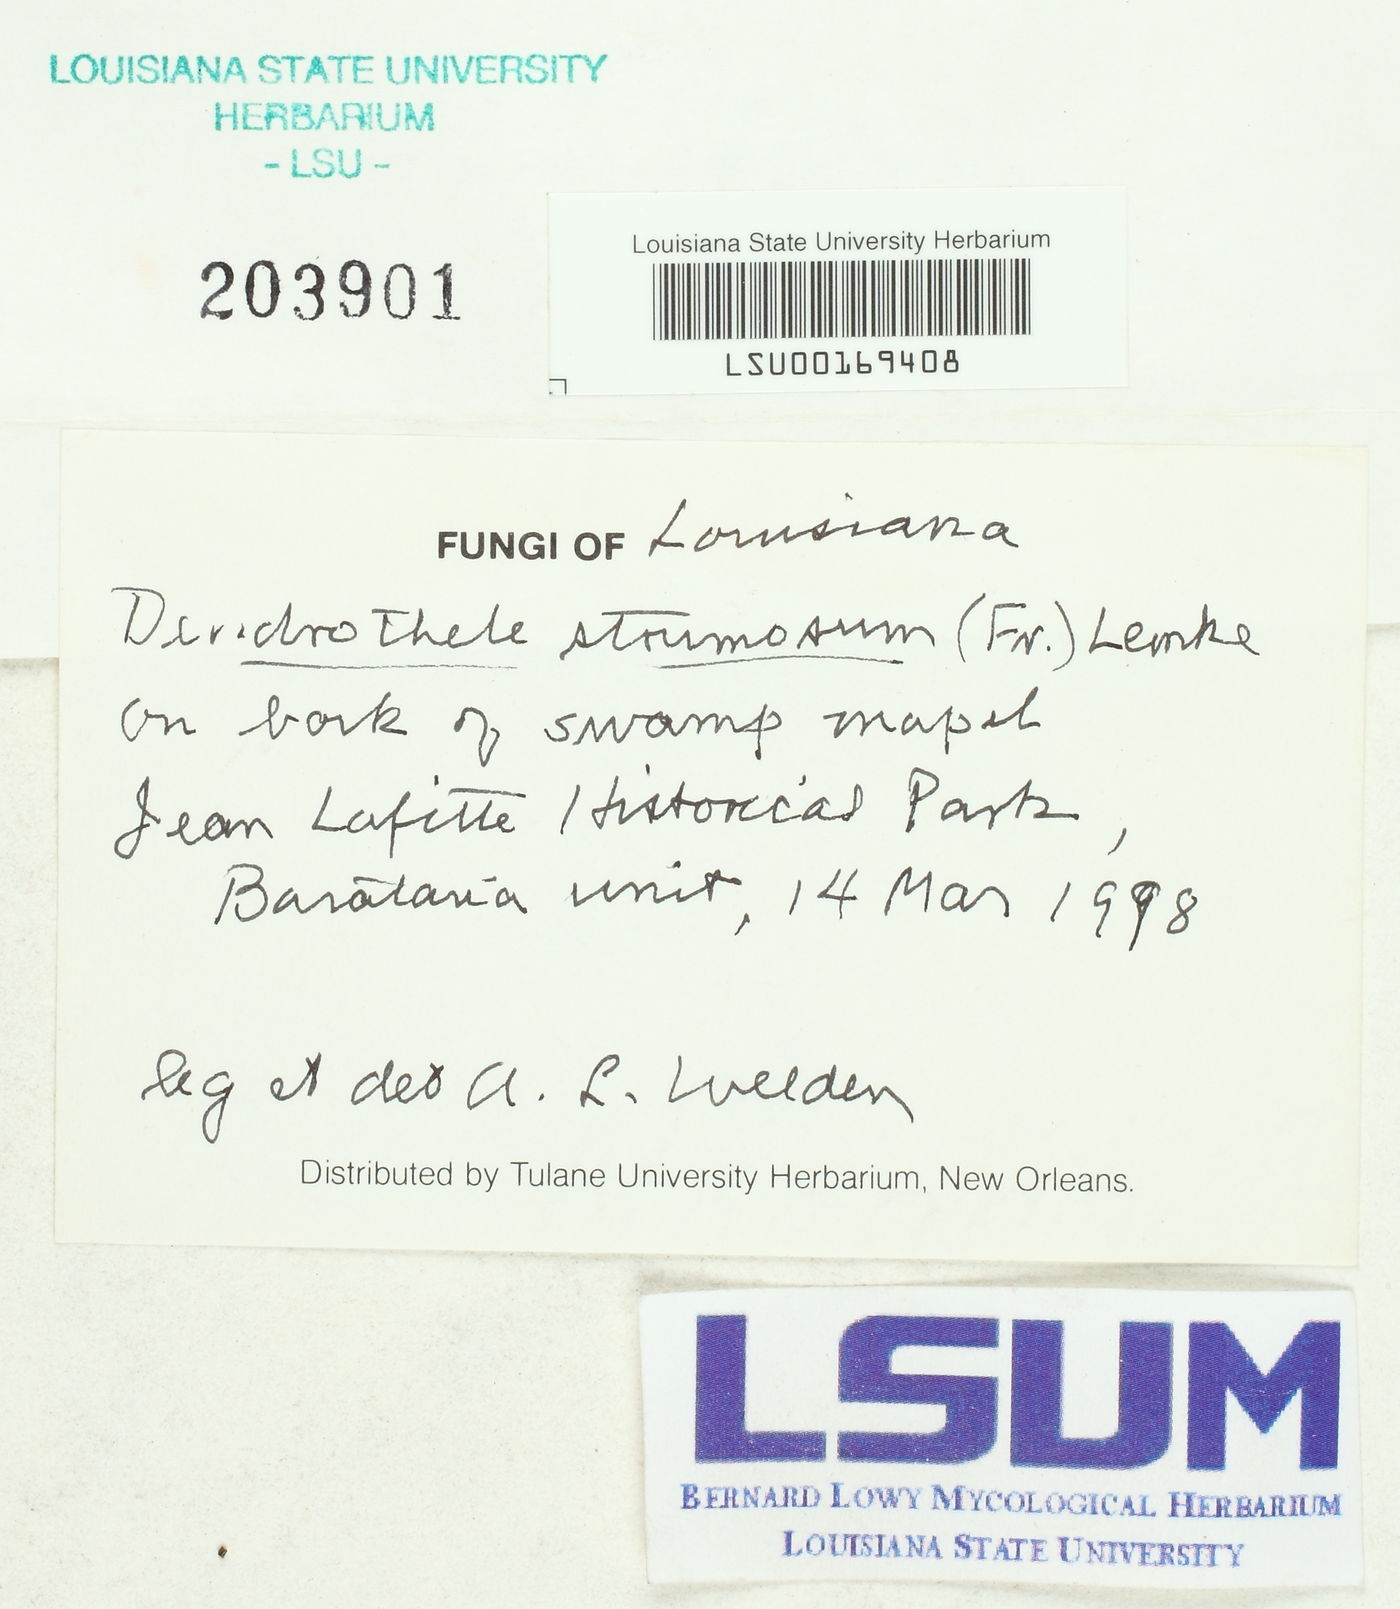 LOUISIANA STATE UNIVERSITY
HERBARIUM
- LSU -
203901
Louisiana State University Herbarium
LSU00169408
FUNGI OF Louisiana
Dendrothele strumosum (Fr.) Lemke
On bark of swamp mapel
Jean Lafitte Historical Park,
Barataria unit, 14 Mar 1998
leg et det A. L. Welden
Distributed by Tulane University Herbarium, New Orleans.
LSUM
BERNARD LOWY MYCOLOGICAL HERBARIUM
LOUISIANA STATE UNIVERSITY